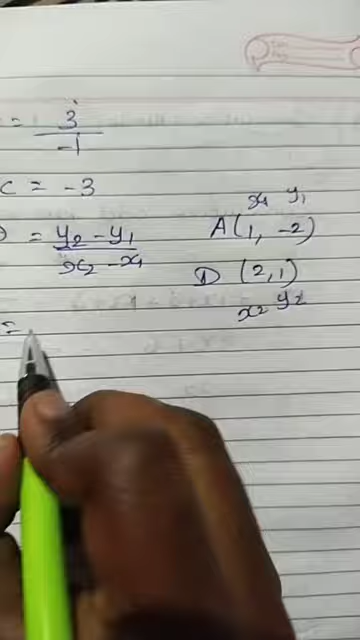 = 3 / -1
C = -3
x1 y1
= y2 - y1 / x2 - x1 A(1, -2)
D (2,1)
x2 y2
=